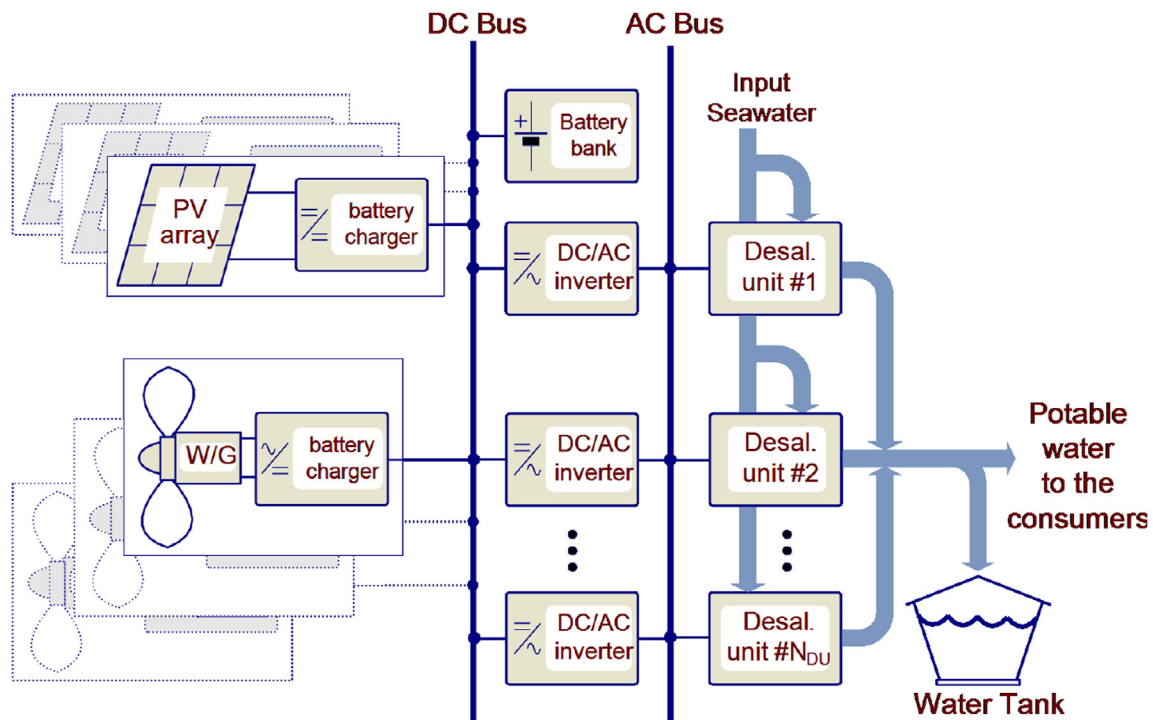 DC Bus
AC Bus
Input
Seawater
+
Battery
bank
PV
array
battery
charger
DC/AC
inverter
Desal.
unit #1
W/G
battery
charger
DC/AC
inverter
Desal.
unit #2
Potable
water
to the
consumers
DC/AC
inverter
Desal.
unit #NDU
Water Tank